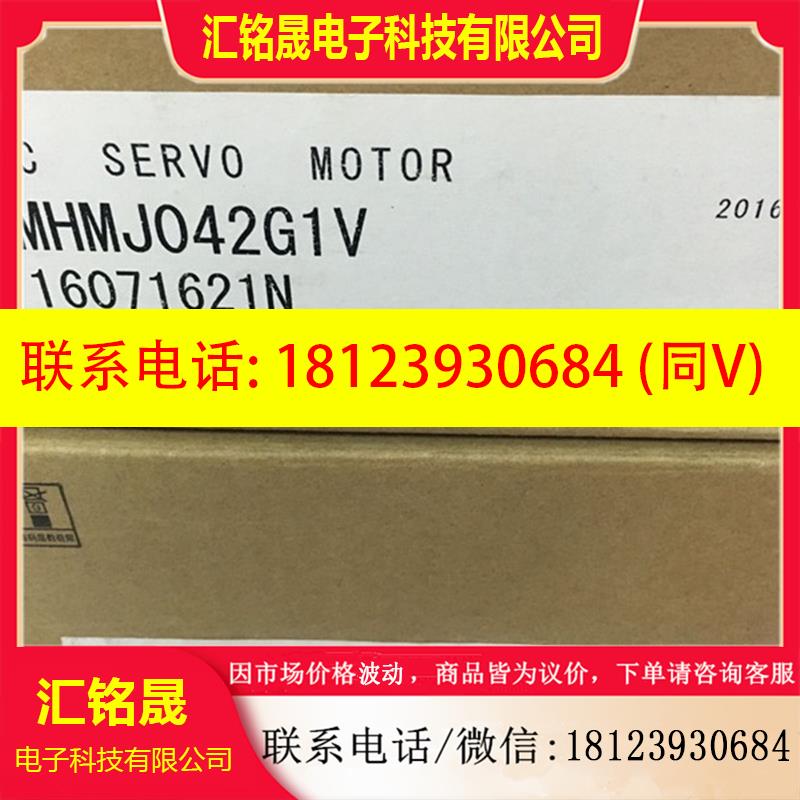 汇铭晟电子科技有限公司
C SERVO MOTOR
MHMJ042G1V
2016
16071621N
联系电话: 18123930684 (同V)
因市场价格波动，商品皆为议价，下单请咨询客服
汇铭晟
电子科技有限公司
联系电话/微信:18123930684